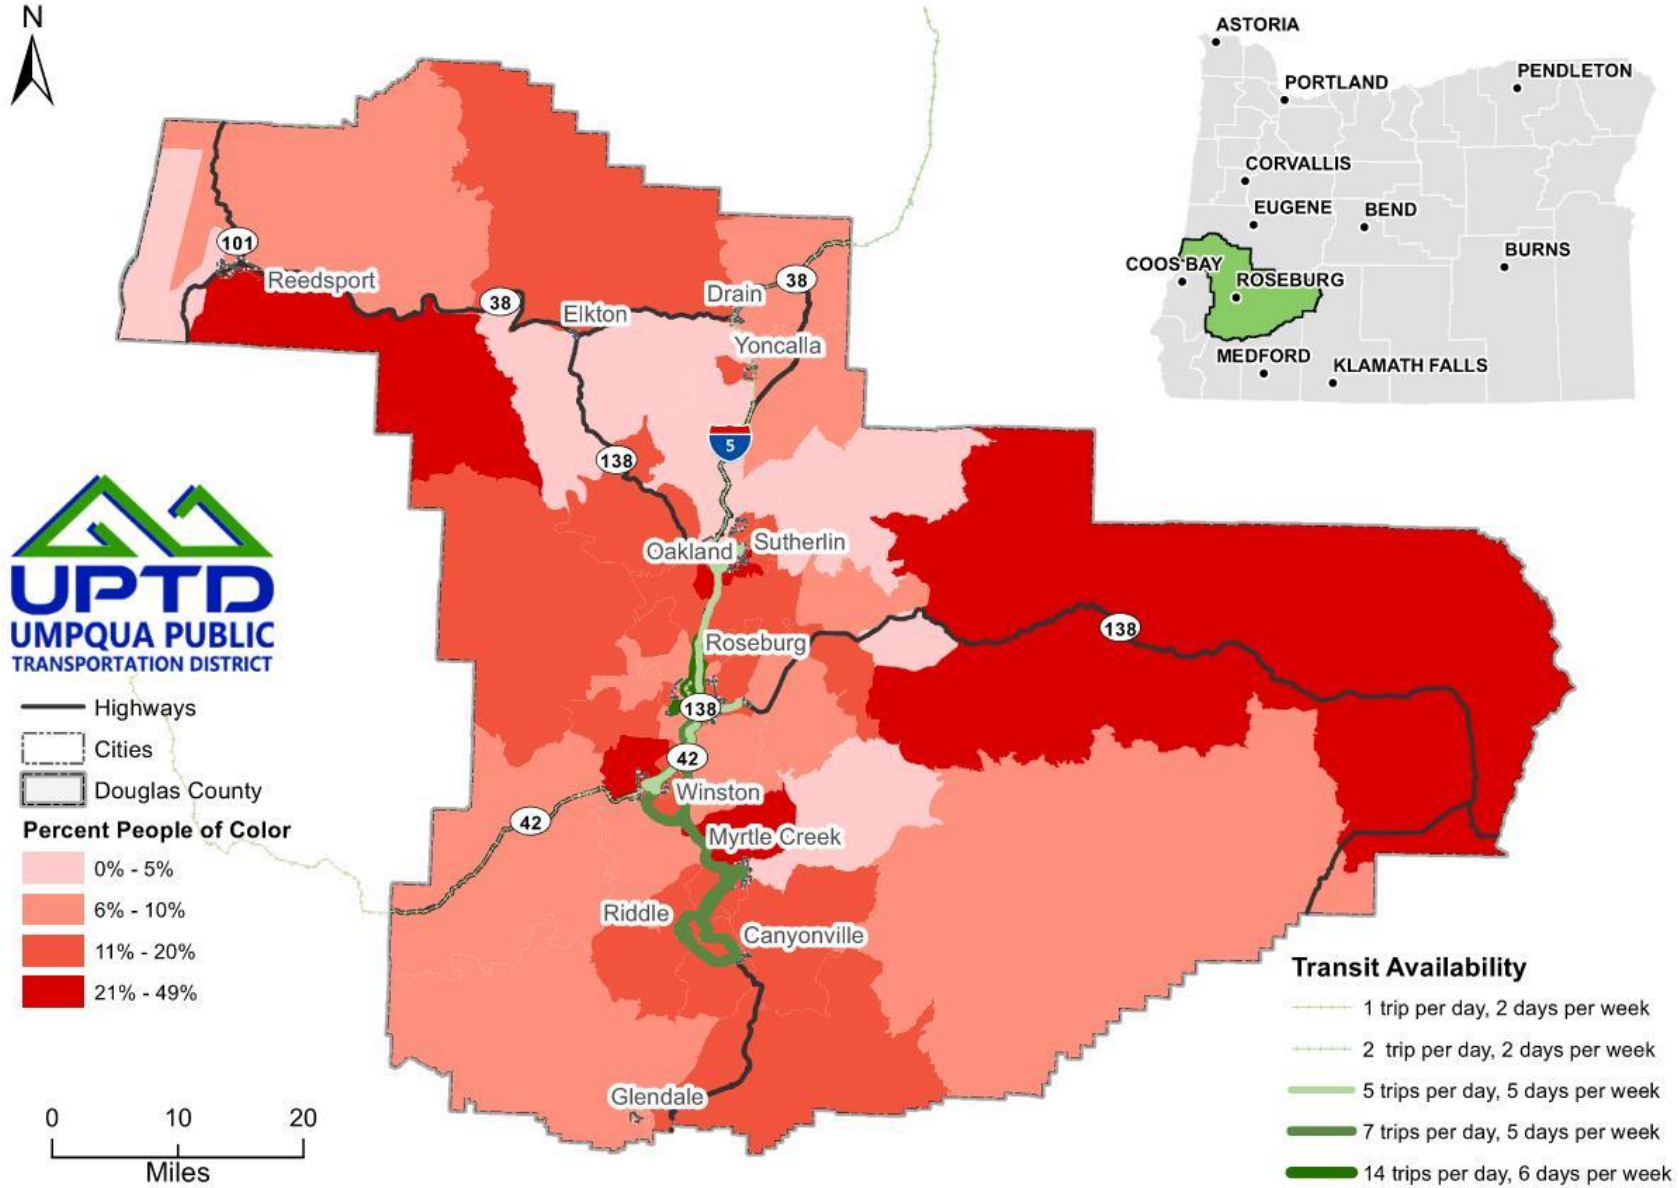 N
ASTORIA
PORTLAND
PENDLETON
CORVALLIS
EUGENE
BEND
BURNS
COOS BAY
ROSEBURG
MEDFORD
KLAMATH FALLS
101
Reedsport
38
Elkton
Drain
38
Yoncalla
5
138
Oakland
Sutherlin
Roseburg
138
138
42
Winston
42
Myrtle Creek
Riddle
Canyonville
Glendale
UPTD
UMPQUA PUBLIC
TRANSPORTATION DISTRICT
Highways
Cities
Douglas County
Percent People of Color
0% - 5%
6% - 10%
11% - 20%
21% - 49%
0 10 20
Miles
Transit Availability
1 trip per day, 2 days per week
2 trip per day, 2 days per week
5 trips per day, 5 days per week
7 trips per day, 5 days per week
14 trips per day, 6 days per week